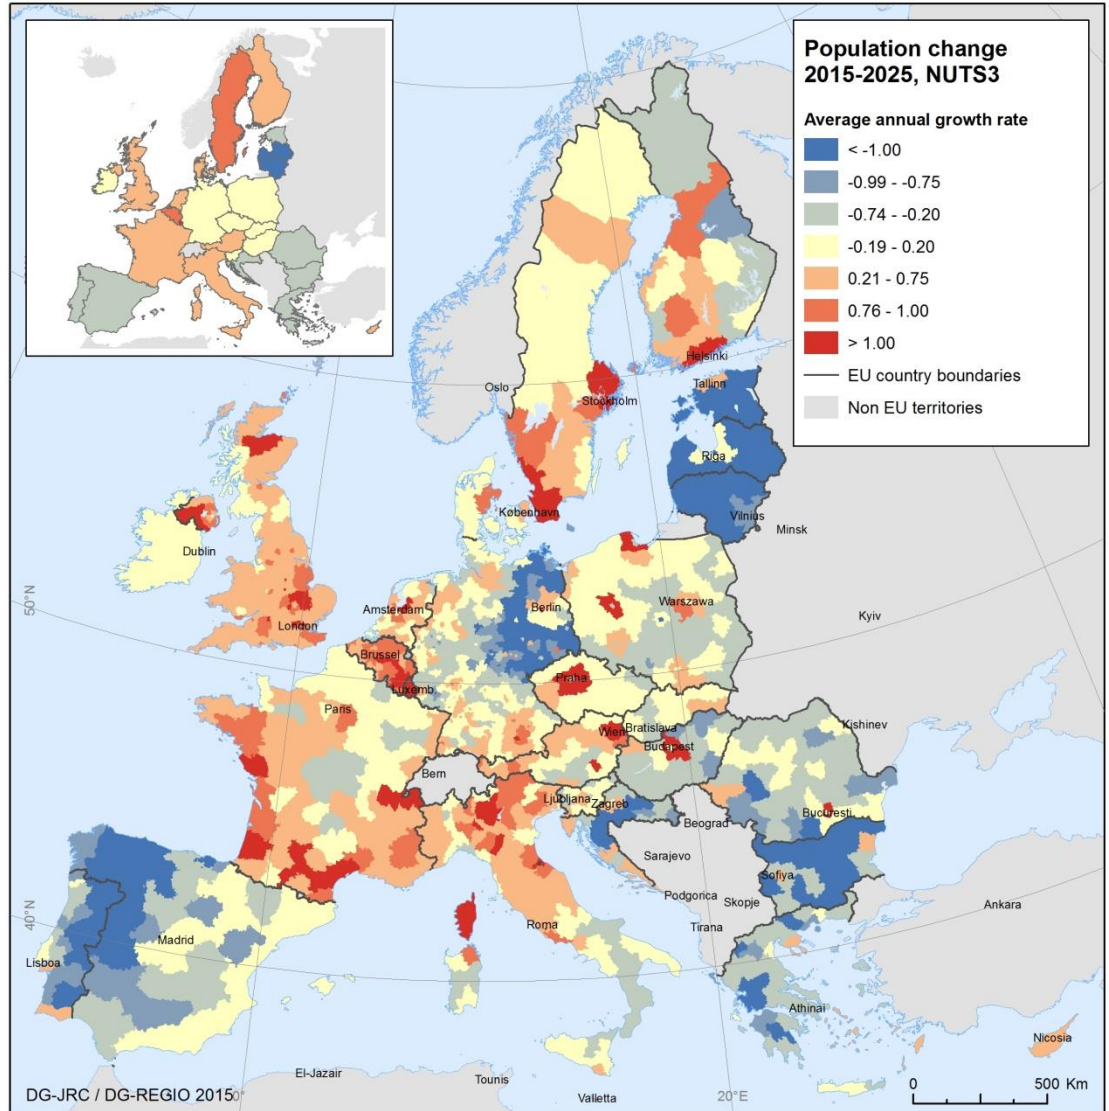 Population change
2015-2025, NUTS3
Average annual growth rate
< -1.00
-0.99 - -0.75
-0.74 - -0.20
-0.19 - 0.20
0.21 - 0.75
0.76 - 1.00
> 1.00
EU country boundaries
Non EU territories
Helsinki
Oslo
Tallinn
Stockholm
Riga
København
Vilnius
Minsk
Dublin
50°N
Amsterdam
Berlin
Warszawa
London
Kyiv
Brussel
Praha
Luxemb.
Paris
Kishinev
Wien
Bratislava
Budapest
Bern
Ljubljana
Zagreb
Bucuresti
Beograd
Sarajevo
Sofiya
Podgorica
Skopje
Ankara
40°N
Roma
Tirana
Madrid
Lisboa
Athinai
Nicosia
El-Jazair
Tounis
DG-JRC / DG-REGIO 2015
0°
Valletta
20°E
0 500 Km